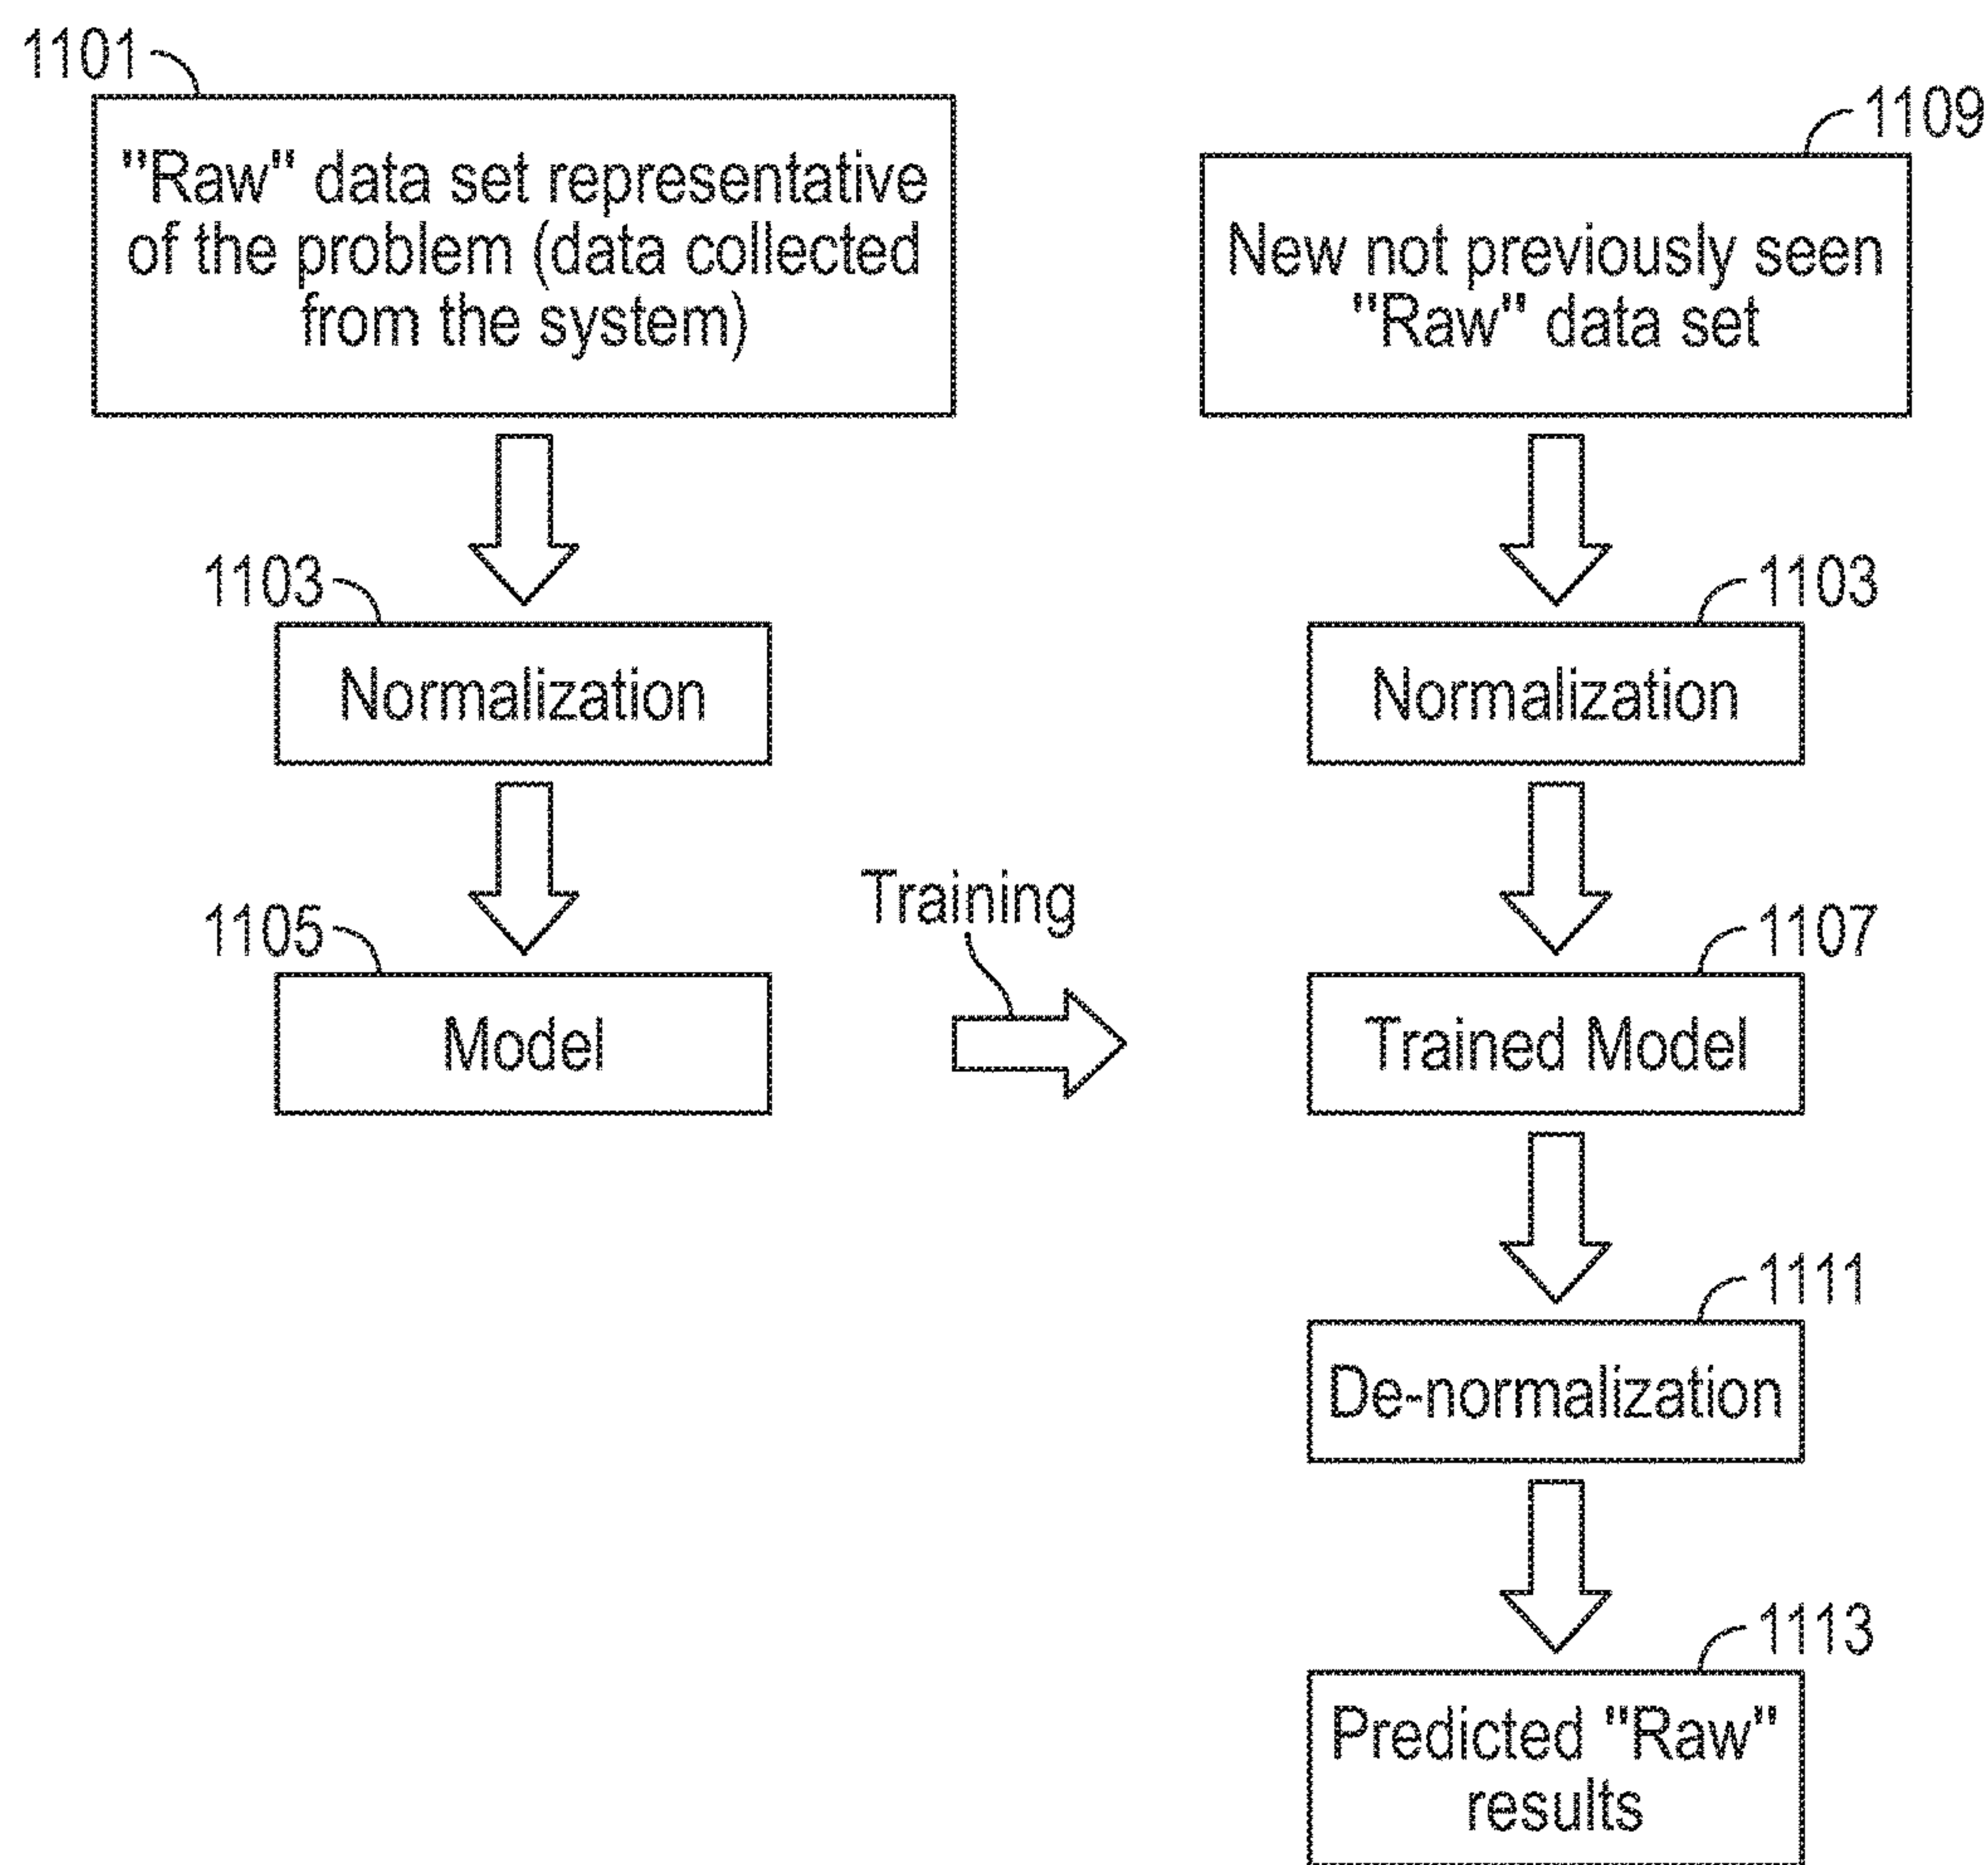 1101
"Raw" data set representative
of the problem (data collected
from the system)
1103
Normalization
1105
Model
Training
1109
New not previously seen
"Raw" data set
1103
Normalization
1107
Trained Model
1111
De-normalization
1113
Predicted "Raw"
results